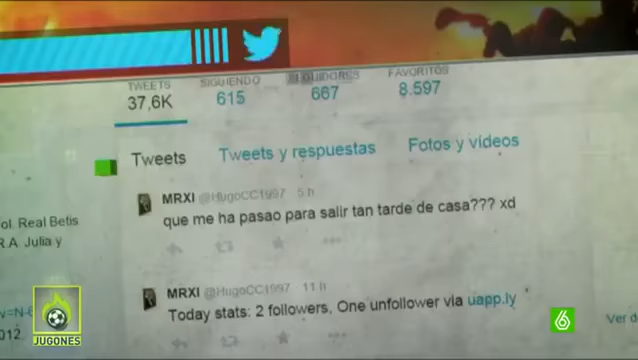 TWEETS SIGUIENDO SEGUIDORES FAVORITOS
37,6K 615 667 8.597
Tweets Tweets y respuestas Fotos y vídeos
MRXI @HugoCC1997 5 h
que me ha pasao para salir tan tarde de casa??? xd
ol. Real Betis
R.A. Julia y
MRXI @HugoCC1997 11 h
Today stats: 2 followers, One unfollower via uapp.ly
012.
Ver d
JUGONES
6